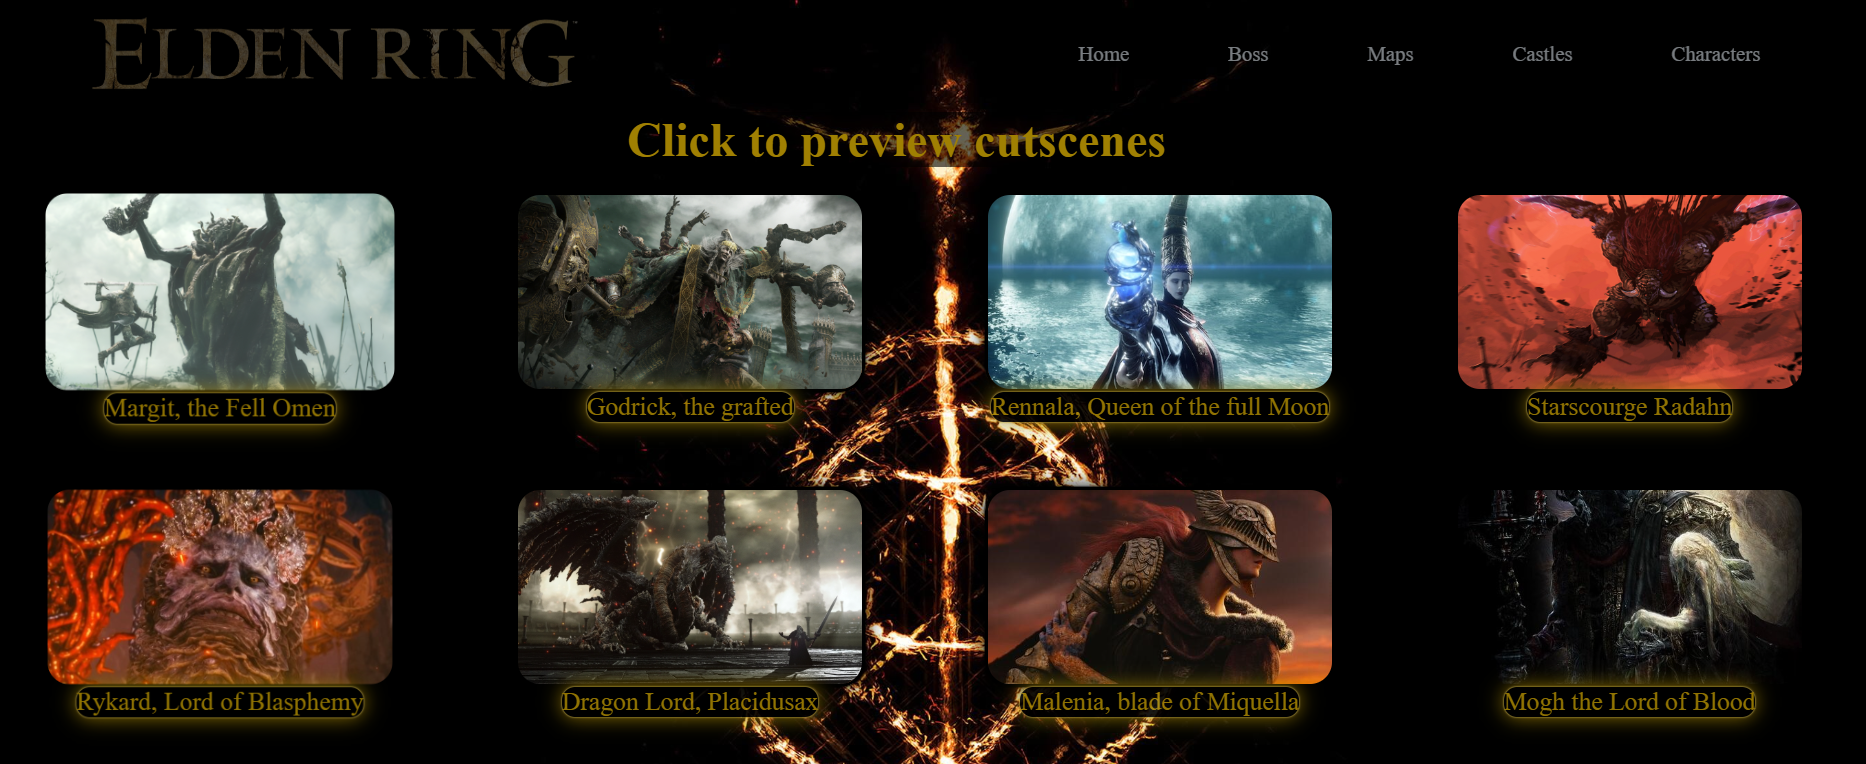 ELDEN RING
Home Boss Maps Castles Characters
Click to preview cutscenes
Margit, the Fell Omen
Godrick, the grafted
Rennala, Queen of the full Moon
Starscourge Radahn
Rykard, Lord of Blasphemy
Dragon Lord, Placidusax
Malenia, blade of Miquella
Mogh the Lord of Blood